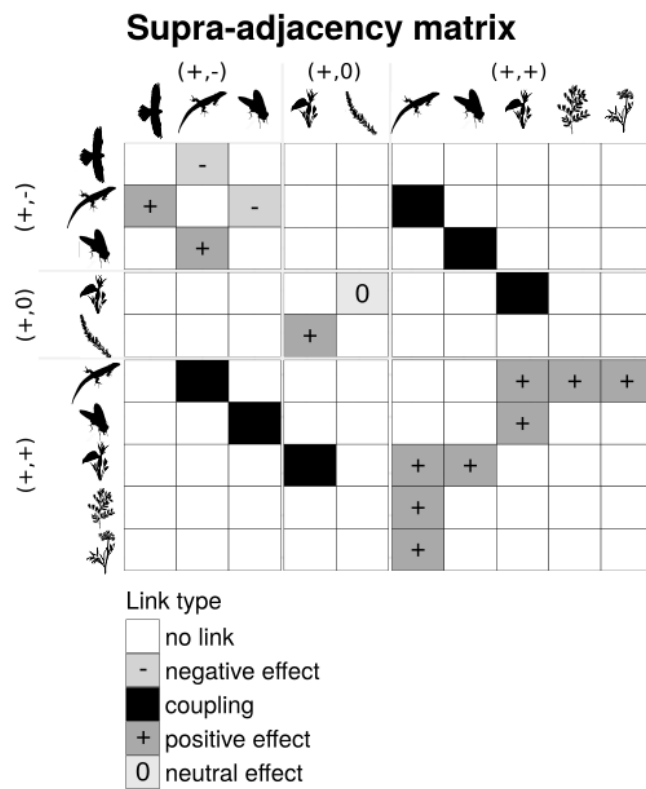 Supra-adjacency matrix
(+,-) (+,0) (+,+)
-
(+,-)
+ -
+
0
(+,0)
+
+ + +
+
(+,+)
+ +
+
+
Link type
no link
- negative effect
coupling
+ positive effect
0 neutral effect